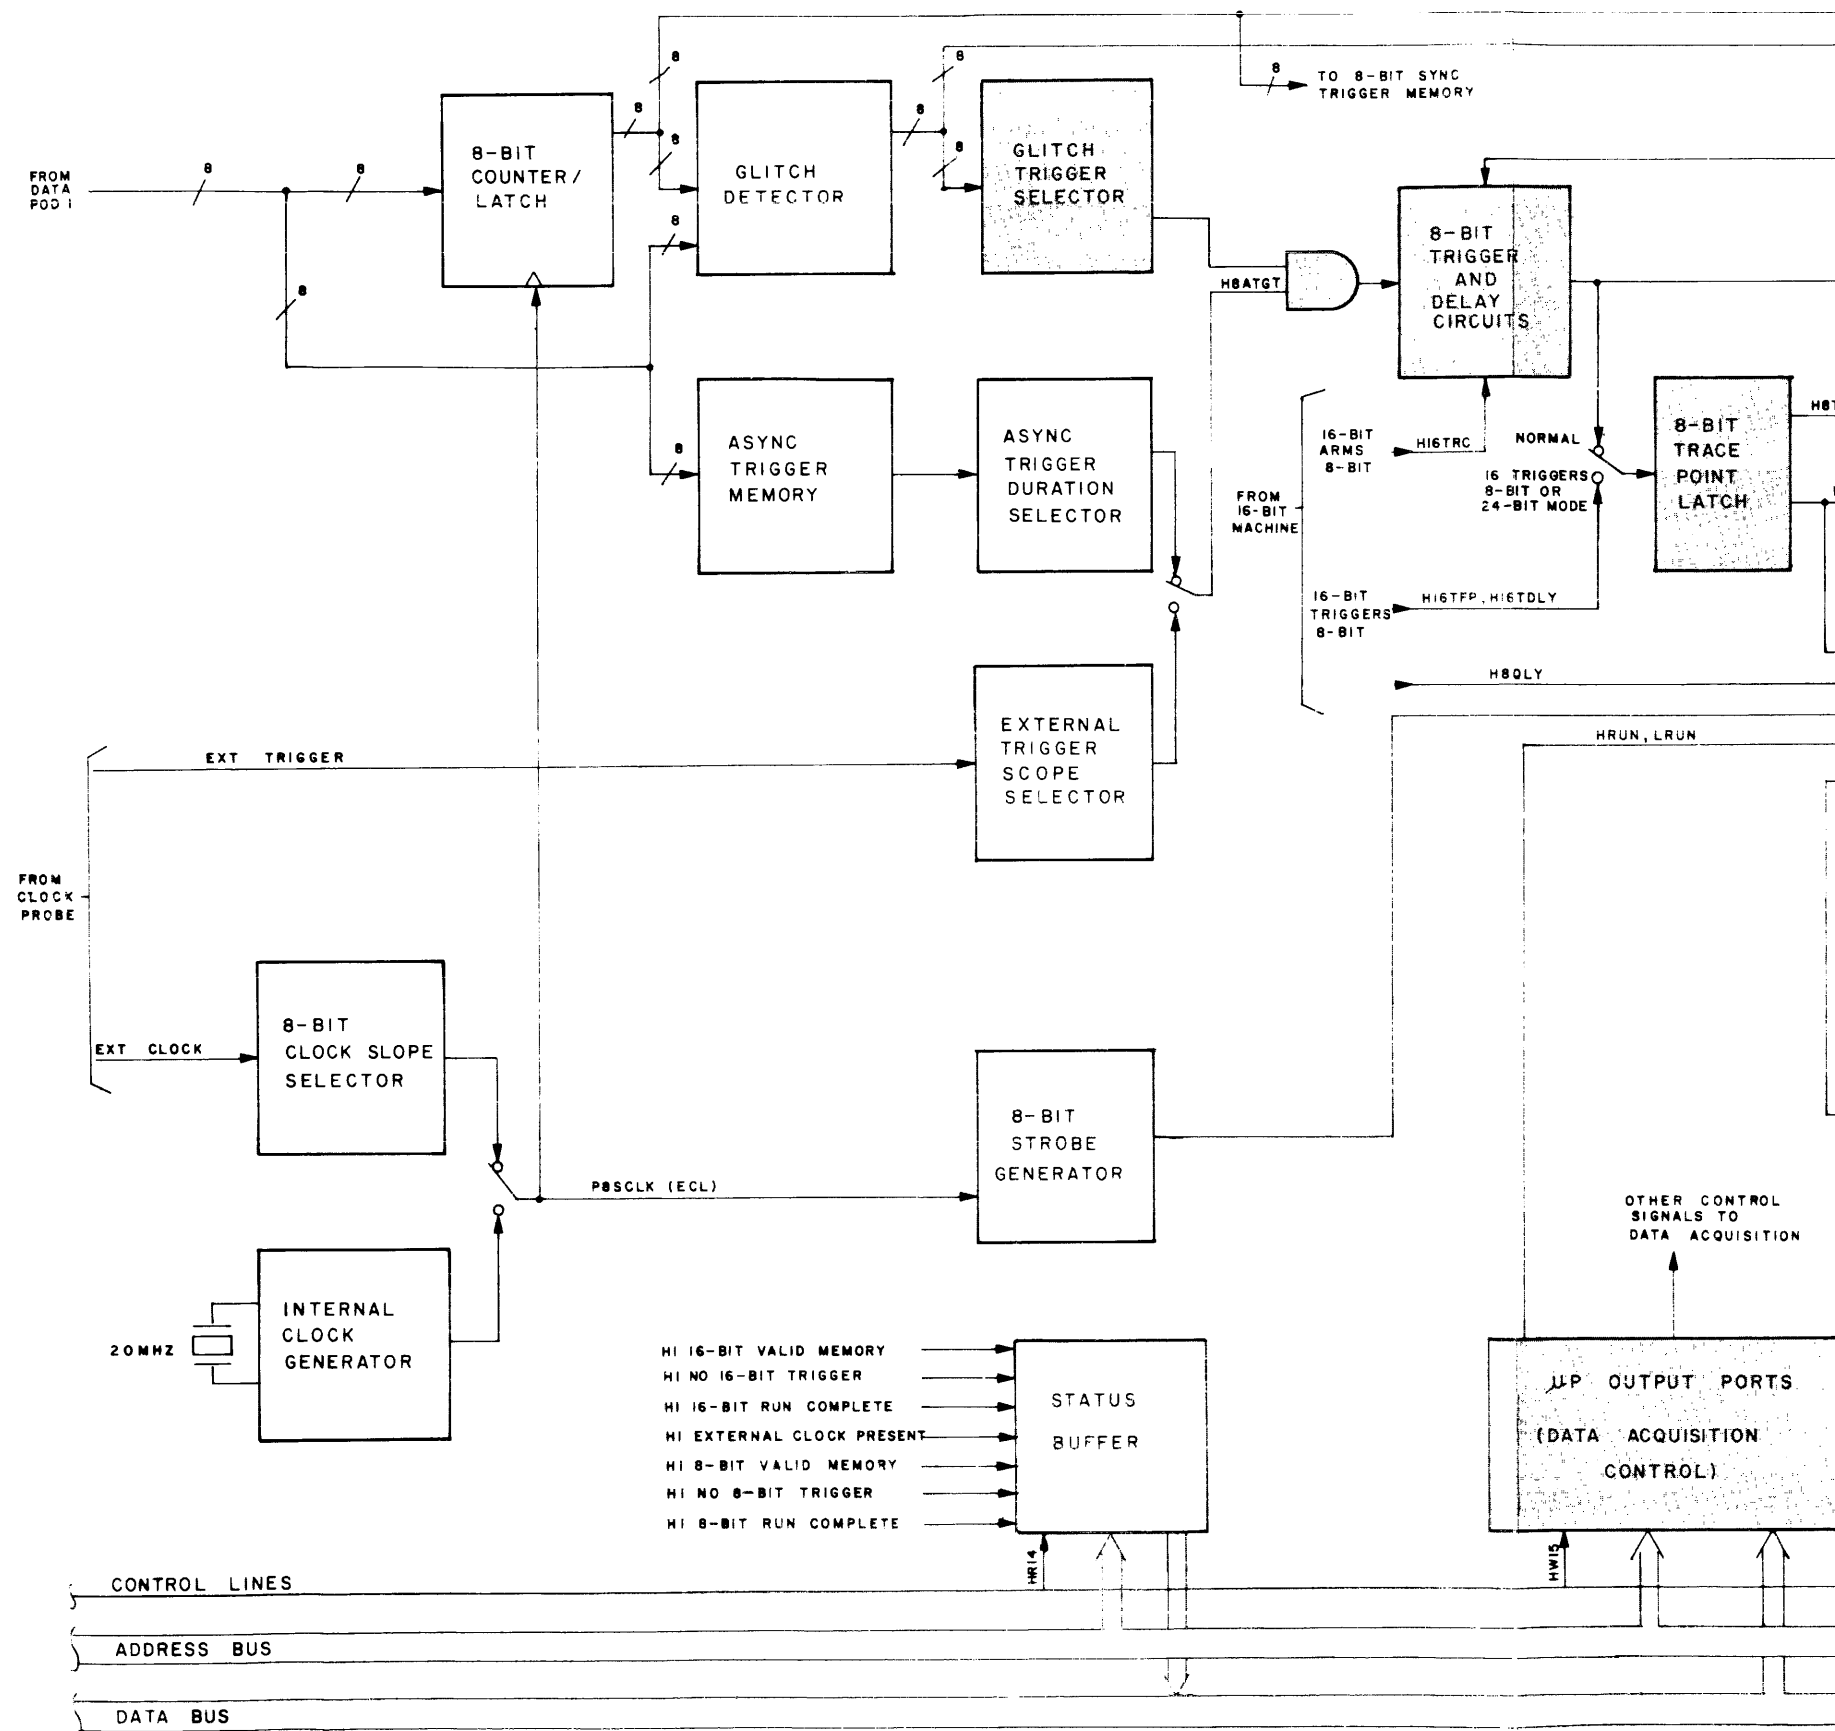 8
8
8
8
TO 8-BIT SYNC
TRIGGER MEMORY
8
8
8
8
8-BIT
COUNTER/
LATCH
GLITCH
DETECTOR
GLITCH
TRIGGER
SELECTOR
FROM
DATA
POD 1
8
8
8
8
8-BIT
TRIGGER
AND
DELAY
CIRCUITS
H8ATGT
ASYNC
TRIGGER
MEMORY
8
ASYNC
TRIGGER
DURATION
SELECTOR
FROM
16-BIT
MACHINE
16-BIT
ARMS
8-BIT
H16TRC
NORMAL
16 TRIGGERS
8-BIT OR
24-BIT MODE
8-BIT
TRACE
POINT
LATCH
16-BIT
TRIGGERS
8-BIT
H16TFP, H16TDLY
H8QLY
HRUN, LRUN
EXT TRIGGER
EXTERNAL
TRIGGER
SCOPE
SELECTOR
FROM
CLOCK
PROBE
EXT CLOCK
8-BIT
CLOCK SLOPE
SELECTOR
P8SCLK (ECL)
8-BIT
STROBE
GENERATOR
OTHER CONTROL
SIGNALS TO
DATA ACQUISITION
20MHZ
INTERNAL
CLOCK
GENERATOR
HI 16-BIT VALID MEMORY
HI NO 16-BIT TRIGGER
HI 16-BIT RUN COMPLETE
HI EXTERNAL CLOCK PRESENT
HI 8-BIT VALID MEMORY
HI NO 8-BIT TRIGGER
HI 8-BIT RUN COMPLETE
STATUS
BUFFER
μP OUTPUT PORTS
(DATA ACQUISITION
CONTROL)
HR14
HW15
CONTROL LINES
ADDRESS BUS
DATA BUS